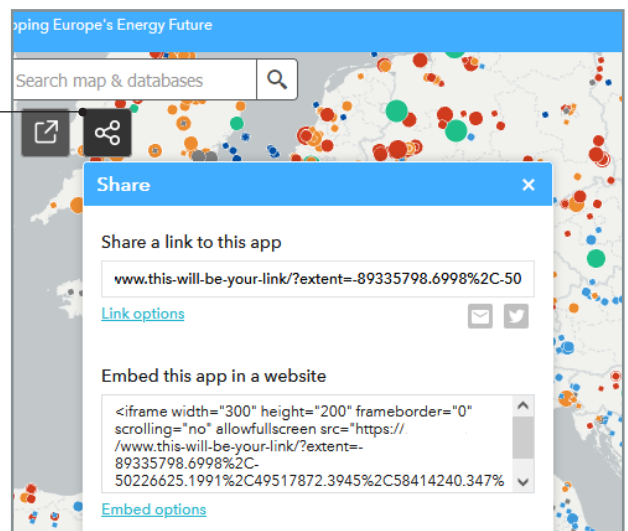 pping Europe's Energy Future
Search map & databases
Share
×
Share a link to this app
www.this-will-be-your-link/?extent=-89335798.6998%2C-50
Link options
Embed this app in a website
<iframe width="300" height="200" frameborder="0"
scrolling="no" allowfullscreen src="https://
/www.this-will-be-your-link/?extent=-
89335798.6998%2C-
50226625.1991%2C49517872.3945%2C58414240.347%
Embed options